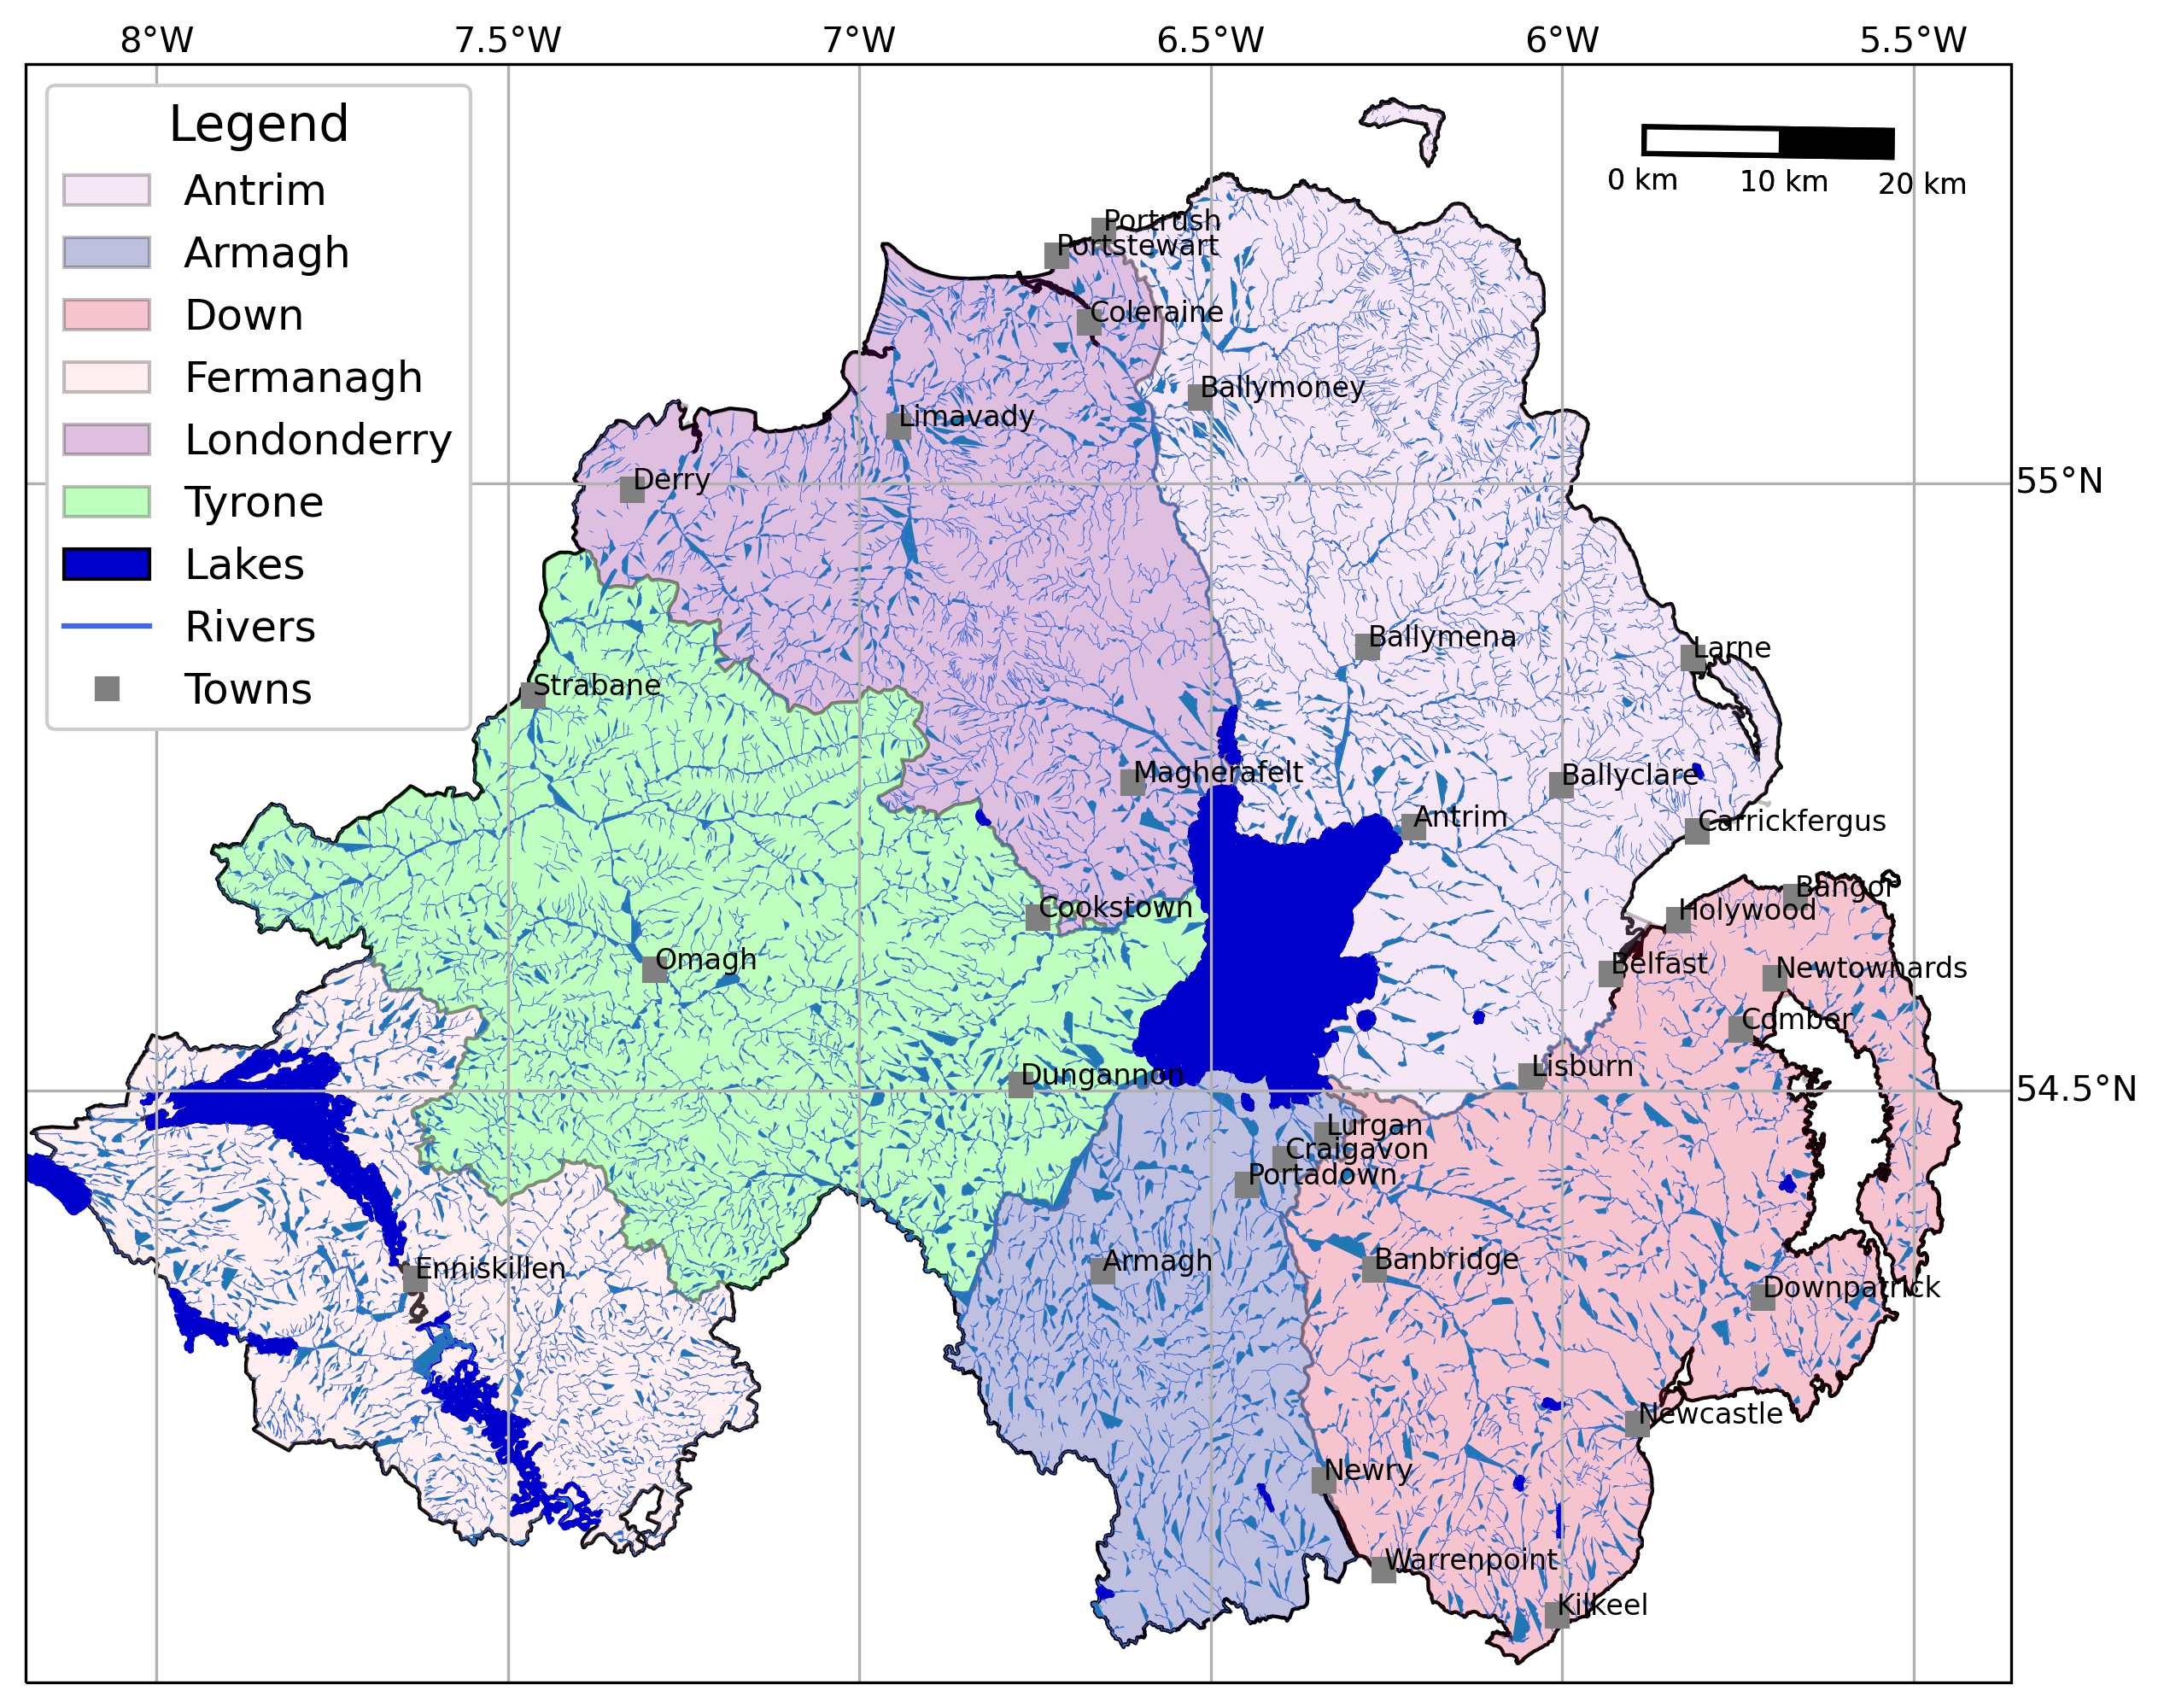 8°W 7.5°W 7°W 6.5°W 6°W 5.5°W
Legend
Antrim
Armagh
Down
Fermanagh
Londonderry
Tyrone
Lakes
Rivers
Towns
0 km 10 km 20 km
Portrush
Portstewart
Coleraine
Ballymoney
Limavady
Derry
55°N
Ballymena
Larne
Strabane
Magherafelt
Ballyclare
Antrim
Carrickfergus
Bangor
Cookstown
Holywood
Omagh
Belfast
Newtownards
Comber
Dungannon
Lisburn
54.5°N
Lurgan
Craigavon
Portadown
Armagh
Banbridge
Enniskillen
Downpatrick
Newcastle
Newry
Warrenpoint
Kilkeel